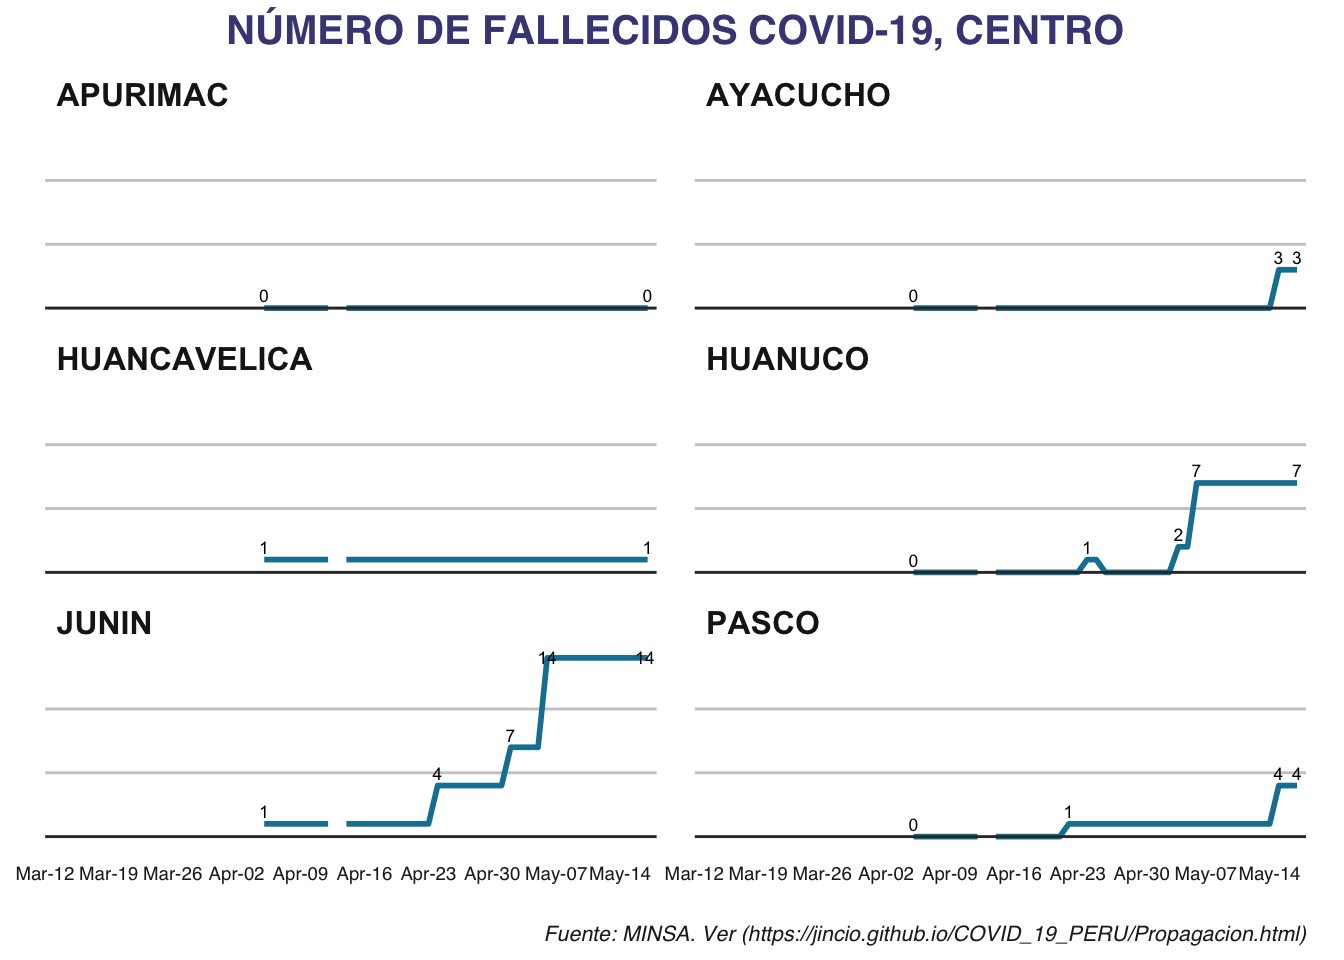 NÚMERO DE FALLECIDOS COVID-19, CENTRO
APURIMAC
0
0
AYACUCHO
0
3 3
HUANCAVELICA
1
1
HUANUCO
0
1
2
7
7
JUNIN
1
4
7
14
14
PASCO
0
1
4 4
Mar-12 Mar-19 Mar-26 Apr-02 Apr-09 Apr-16 Apr-23 Apr-30 May-07 May-14
Mar-12 Mar-19 Mar-26 Apr-02 Apr-09 Apr-16 Apr-23 Apr-30 May-07 May-14
Fuente: MINSA. Ver (https://jincio.github.io/COVID_19_PERU/Propagacion.html)